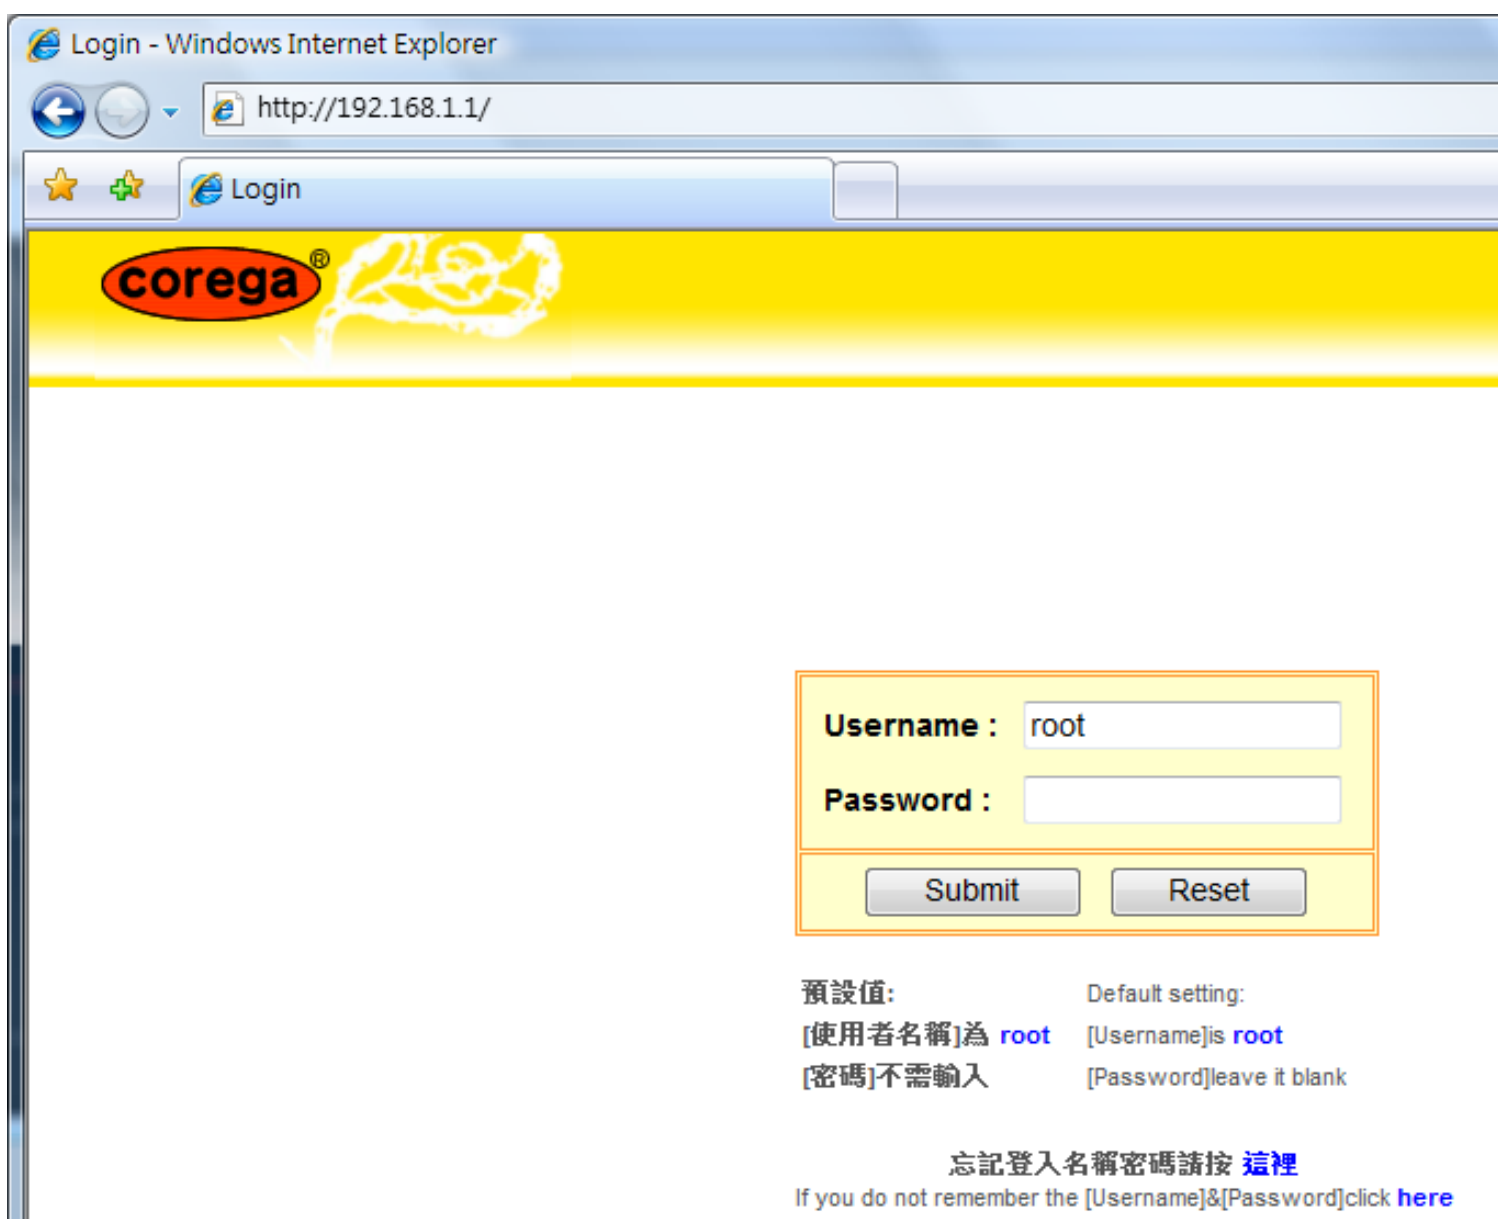 Login - Windows Internet Explorer
http://192.168.1.1/
Login
corega®
Username : root
Password :
Submit Reset
預設值: Default setting:
[使用者名稱]為 root [Username]is root
[密碼]不需輸入 [Password]leave it blank
忘記登入名稱密碼請按 這裡
If you do not remember the [Username]&[Password]click here